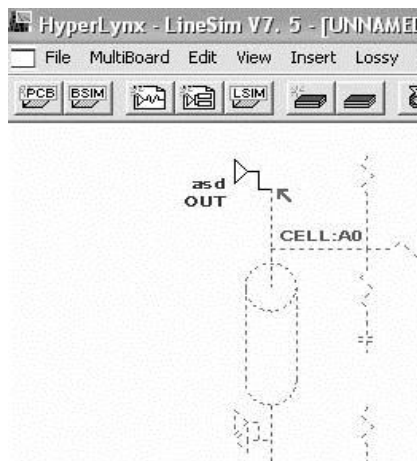 HyperLynx - LineSim V7. 5 - [UNNAMED
File MultiBoard Edit View Insert Lossy
PCB BSIM LSIM
asd
OUT
CELL:A0